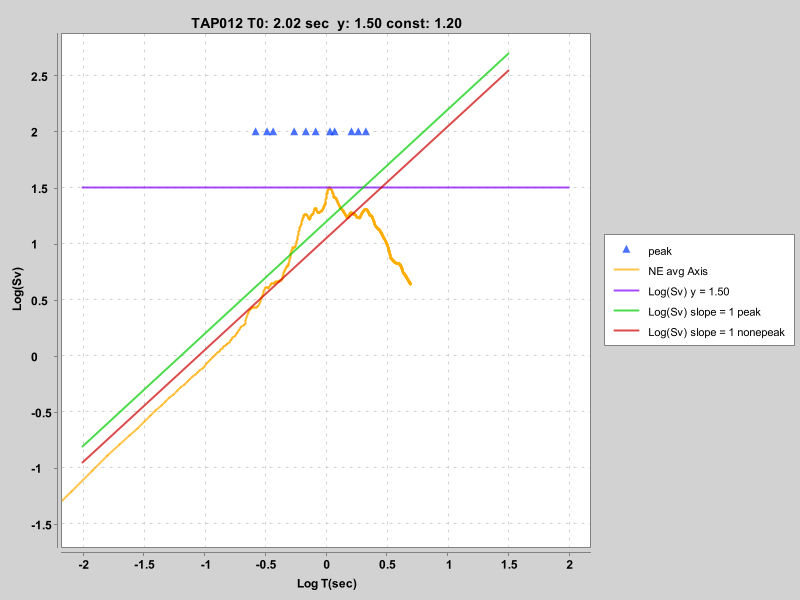 TAP012 T0: 2.02 sec  y: 1.50 const: 1.20
2.5
2
1.5
1
0.5
0
-0.5
-1
-1.5
Log(Sv)
-2 -1.5 -1 -0.5 0 0.5 1 1.5 2
Log T(sec)
peak
NE avg Axis
Log(Sv) y = 1.50
Log(Sv) slope = 1 peak
Log(Sv) slope = 1 nonepeak